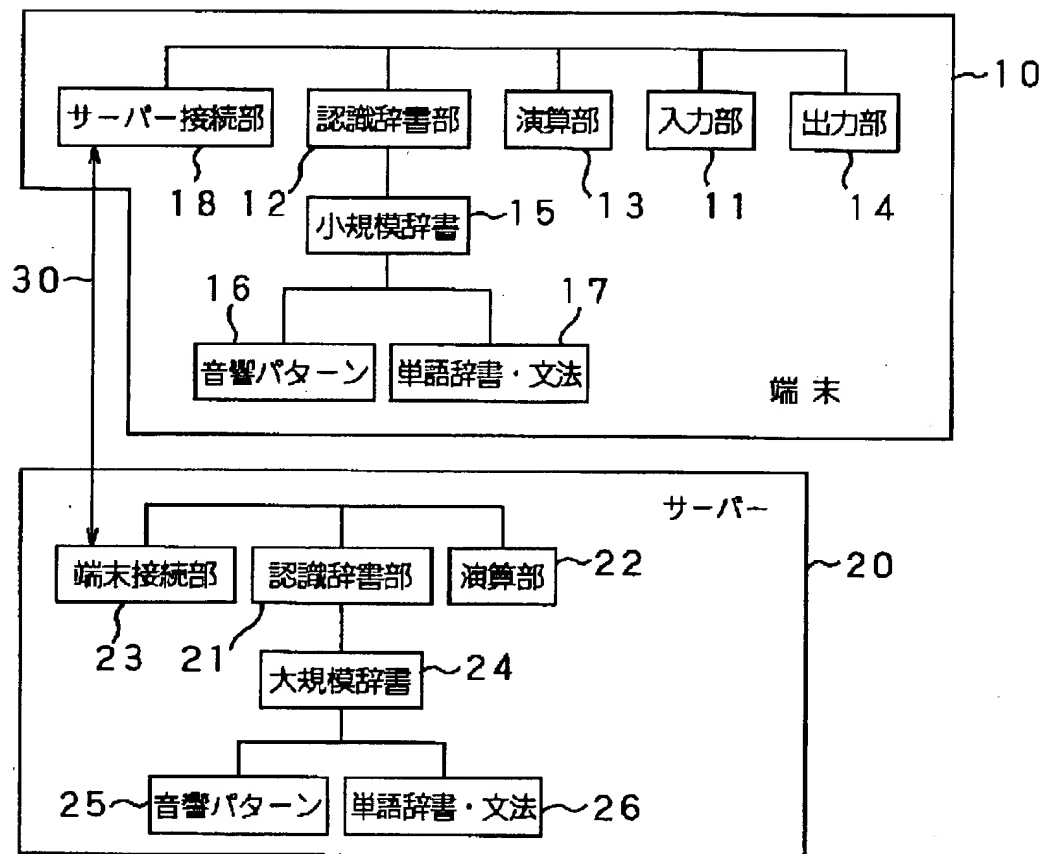 10
サーバー接続部 認識辞書部 演算部 入力部 出力部
18 12 13 11 14
小規模辞書 15
30
16 17
音響パターン 単語辞書・文法
端末
サーバー
端末接続部 認識辞書部 演算部 22
20
23 21
大規模辞書 24
25 音響パターン 単語辞書・文法 26